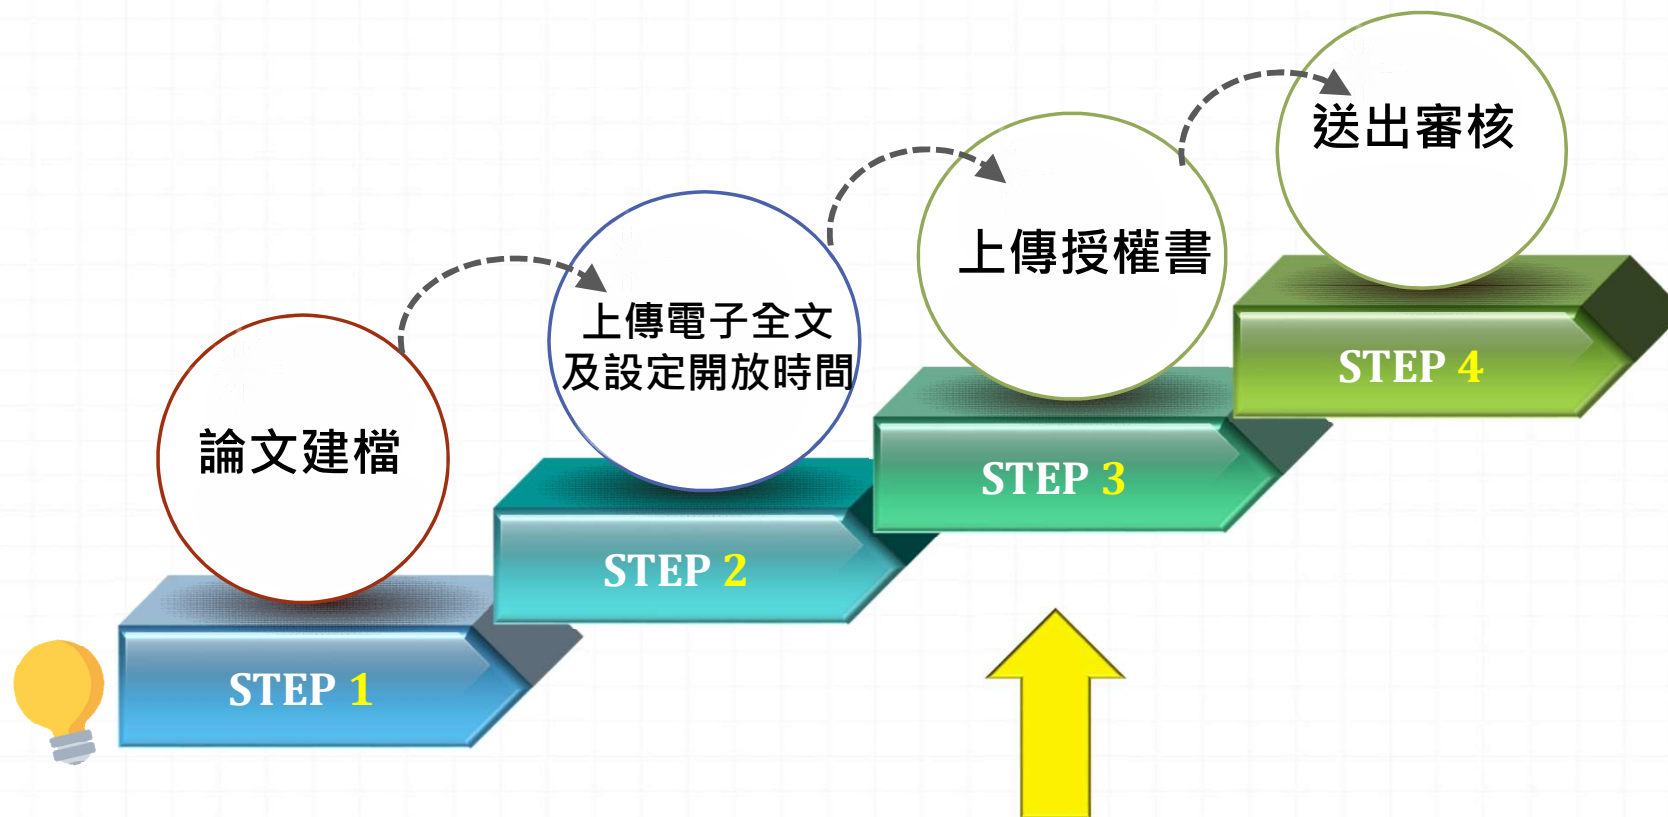 論文建檔
STEP 1
上傳電子全文
及設定開放時間
STEP 2
上傳授權書
STEP 3
送出審核
STEP 4